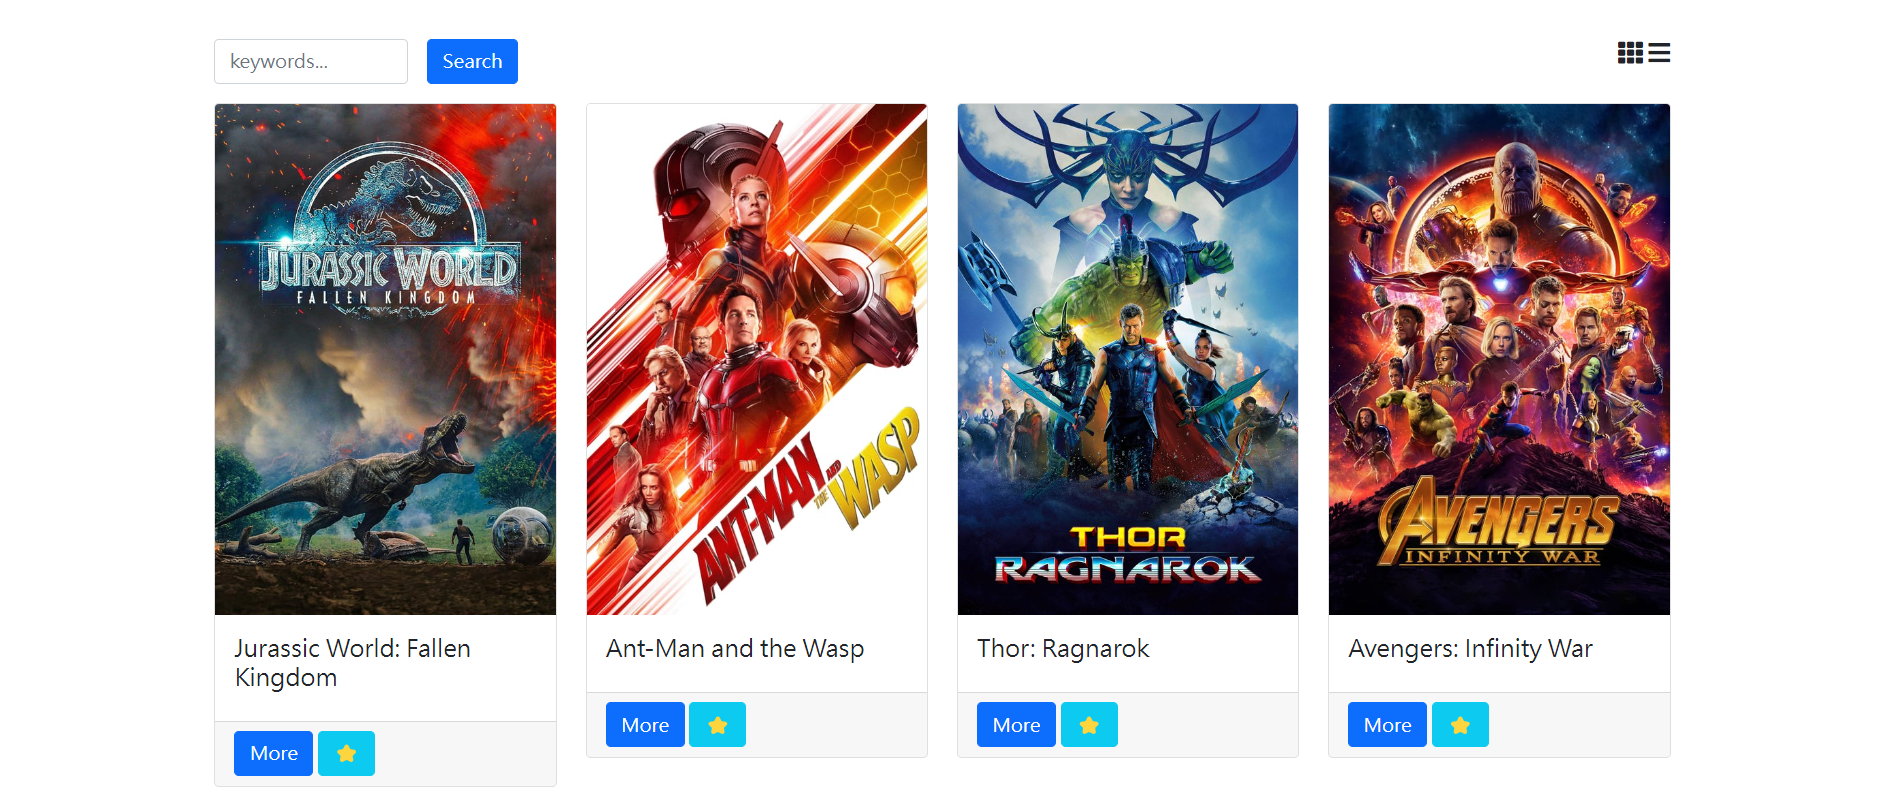 keywords...
Search
JURASSIC WORLD
FALLEN KINGDOM
ANT-MAN AND
THE WASP
THOR
RAGNAROK
AVENGERS
INFINITY WAR
Jurassic World: Fallen
Kingdom
More
Ant-Man and the Wasp
More
Thor: Ragnarok
More
Avengers: Infinity War
More